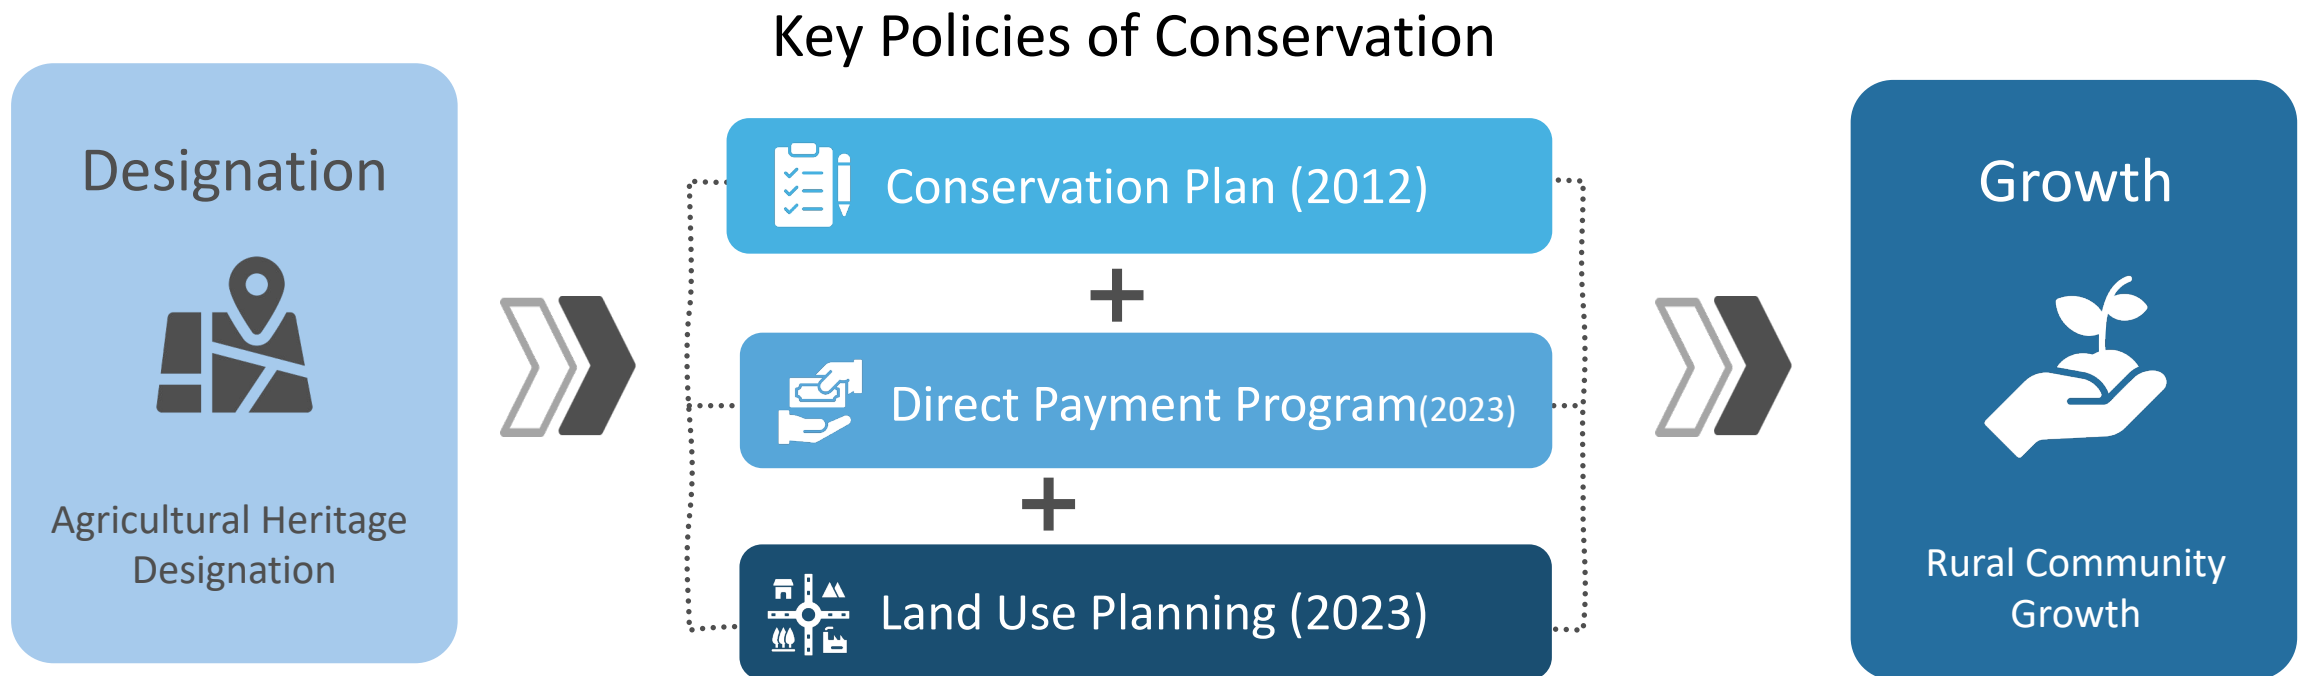 Key Policies of Conservation
Designation
Agricultural Heritage
Designation
Conservation Plan (2012)
+
Direct Payment Program(2023)
+
Land Use Planning (2023)
Growth
Rural Community
Growth